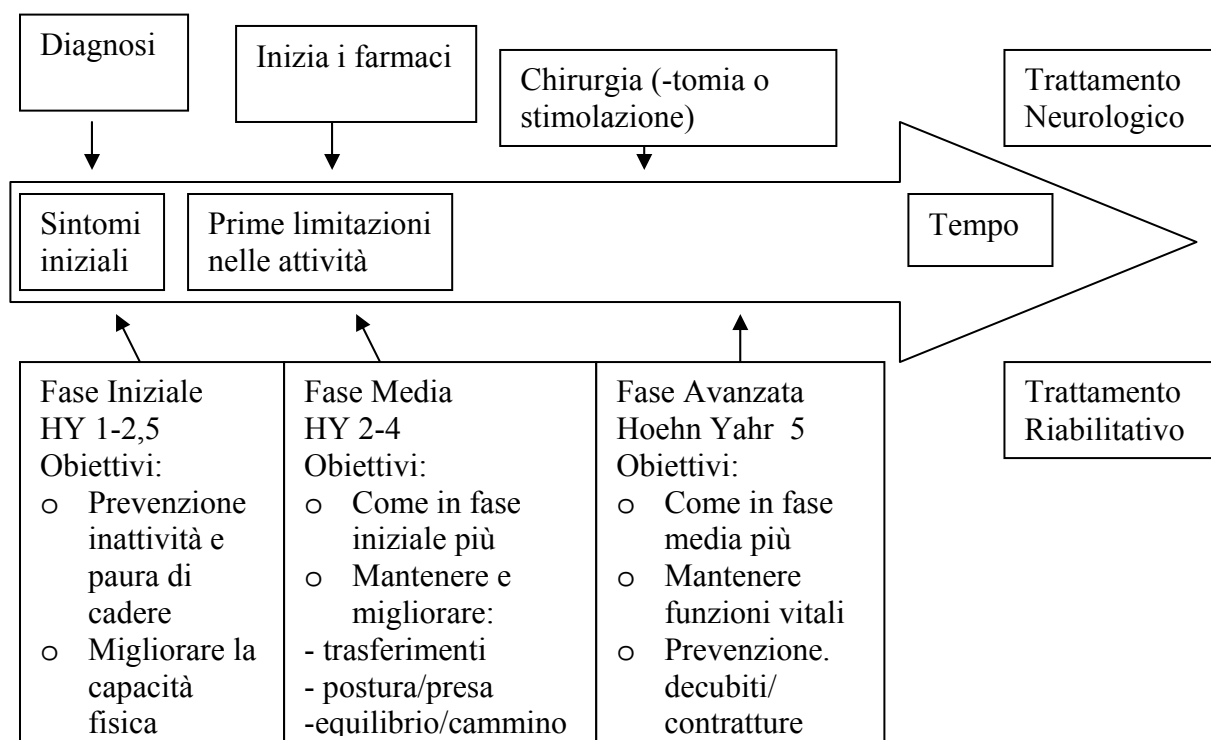 Diagnosi
Inizia i farmaci
Chirurgia (-tomia o
stimolazione)
Trattamento
Neurologico
Sintomi
iniziali
Prime limitazioni
nelle attività
Tempo
Fase Iniziale
HY 1-2,5
Obiettivi:
o Prevenzione
inattività e
paura di
cadere
o Migliorare la
capacità
fisica
Fase Media
HY 2-4
Obiettivi:
o Come in fase
iniziale più
o Mantenere e
migliorare:
- trasferimenti
- postura/presa
-equilibrio/cammino
Fase Avanzata
Hoehn Yahr 5
Obiettivi:
o Come in fase
media più
o Mantenere
funzioni vitali
o Prevenzione.
decubiti/
contratture
Trattamento
Riabilitativo